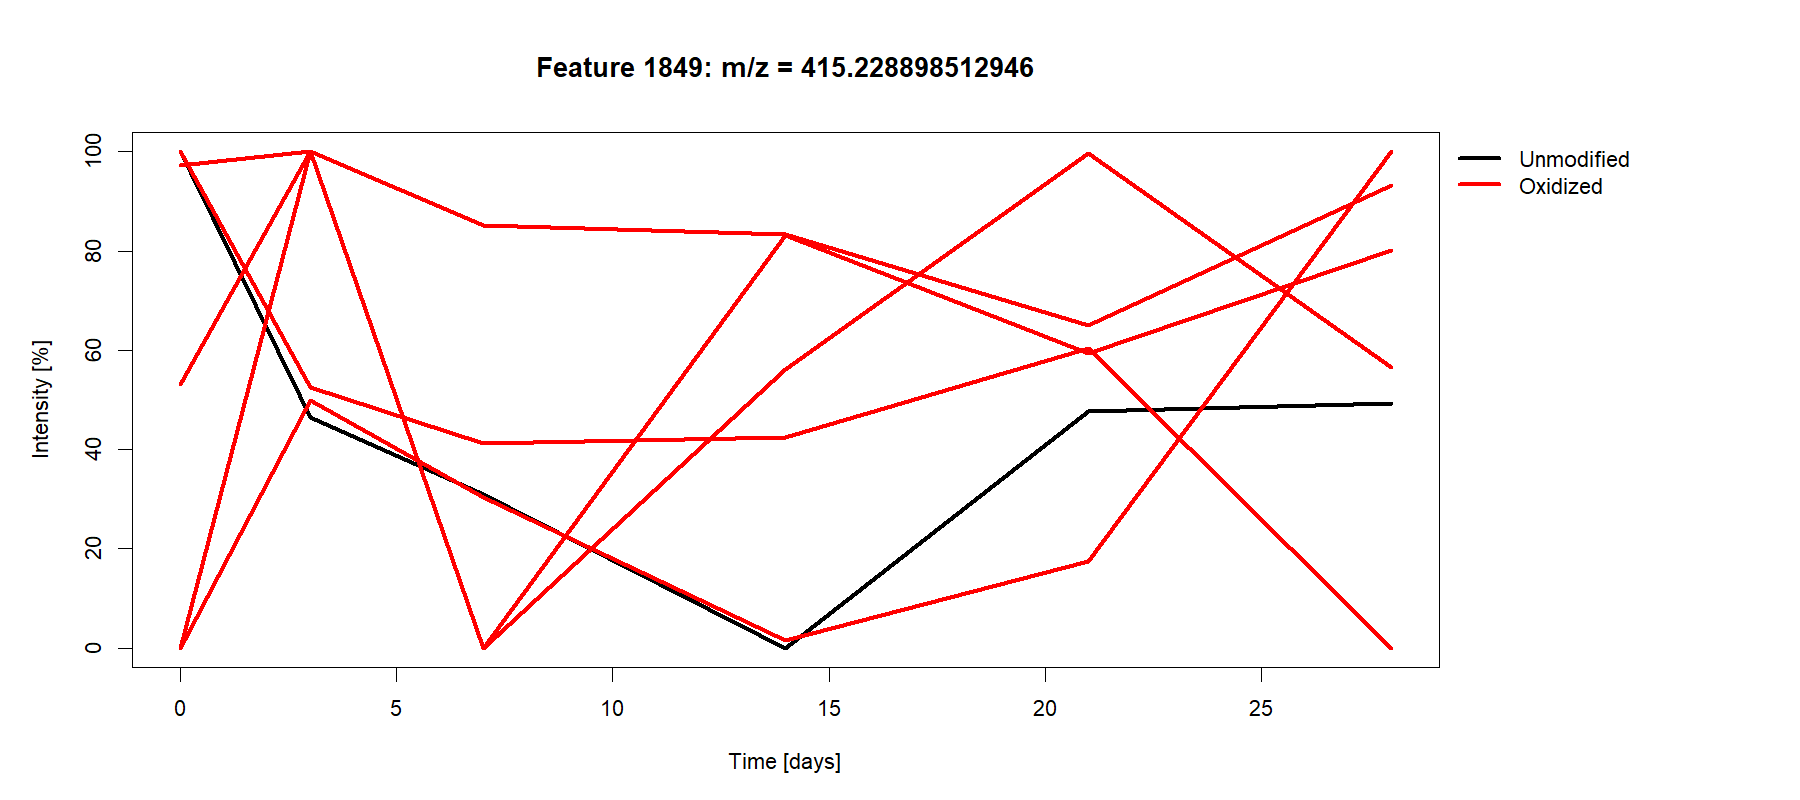 Feature 1849: m/z = 415.228898512946
100
80
60
40
20
0
Intensity [%]
0 5 10 15 20 25
Time [days]
Unmodified
Oxidized